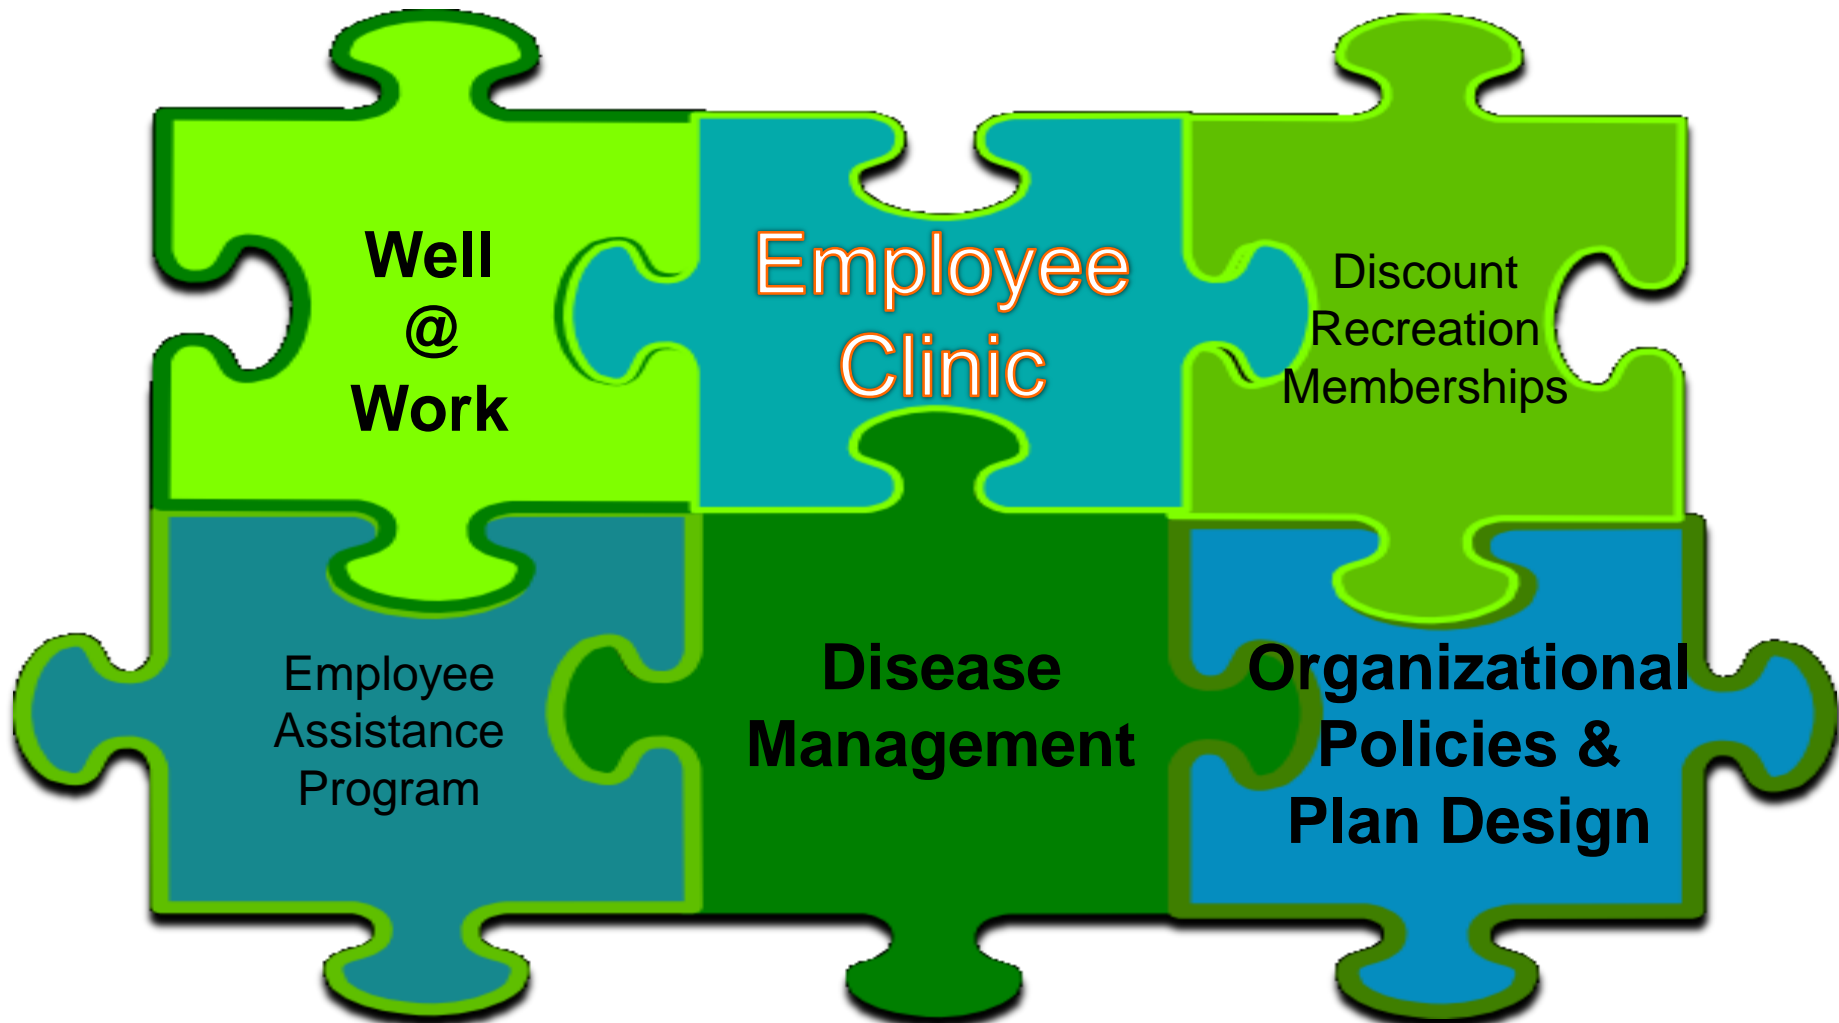 Well
@
Work
Employee
Clinic
Discount
Recreation
Memberships
Employee
Assistance
Program
Disease
Management
Organizational
Policies &
Plan Design